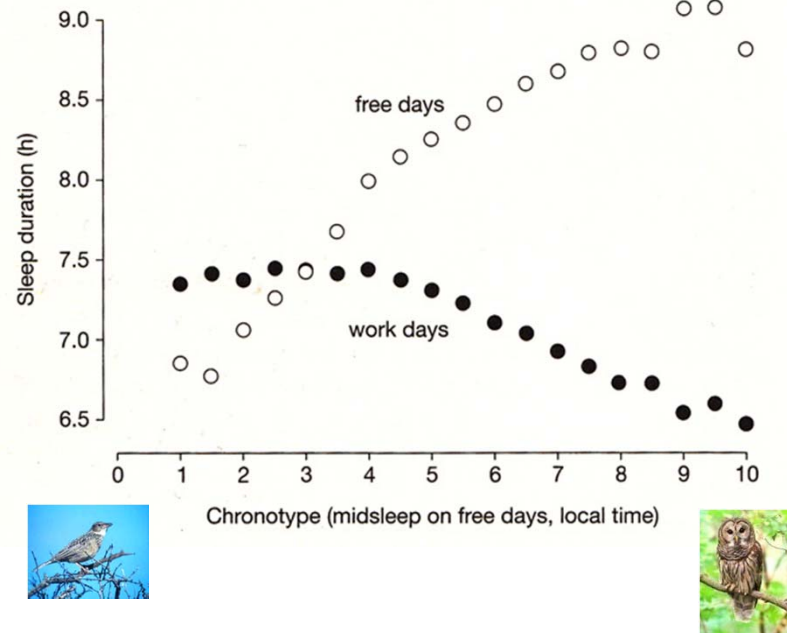 9.0
8.5
8.0
7.5
7.0
6.5
Sleep duration (h)
free days
work days
0 1 2 3 4 5 6 7 8 9 10
Chronotype (midsleep on free days, local time)